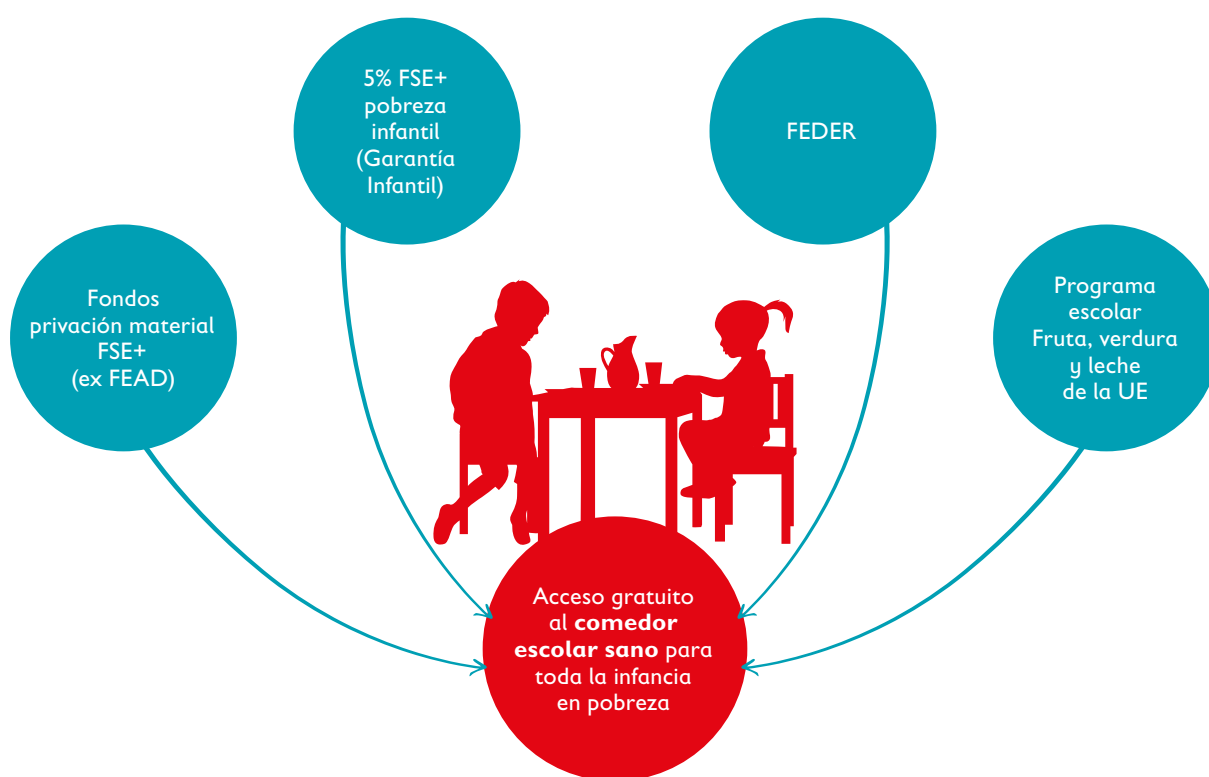 5% FSE+
pobreza
infantil
(Garantía
Infantil)
FEDER
Fondos
privación material
FSE+
(ex FEAD)
Programa
escolar
Fruta, verdura
y leche
de la UE
Acceso gratuito
al comedor
escolar sano para
toda la infancia
en pobreza